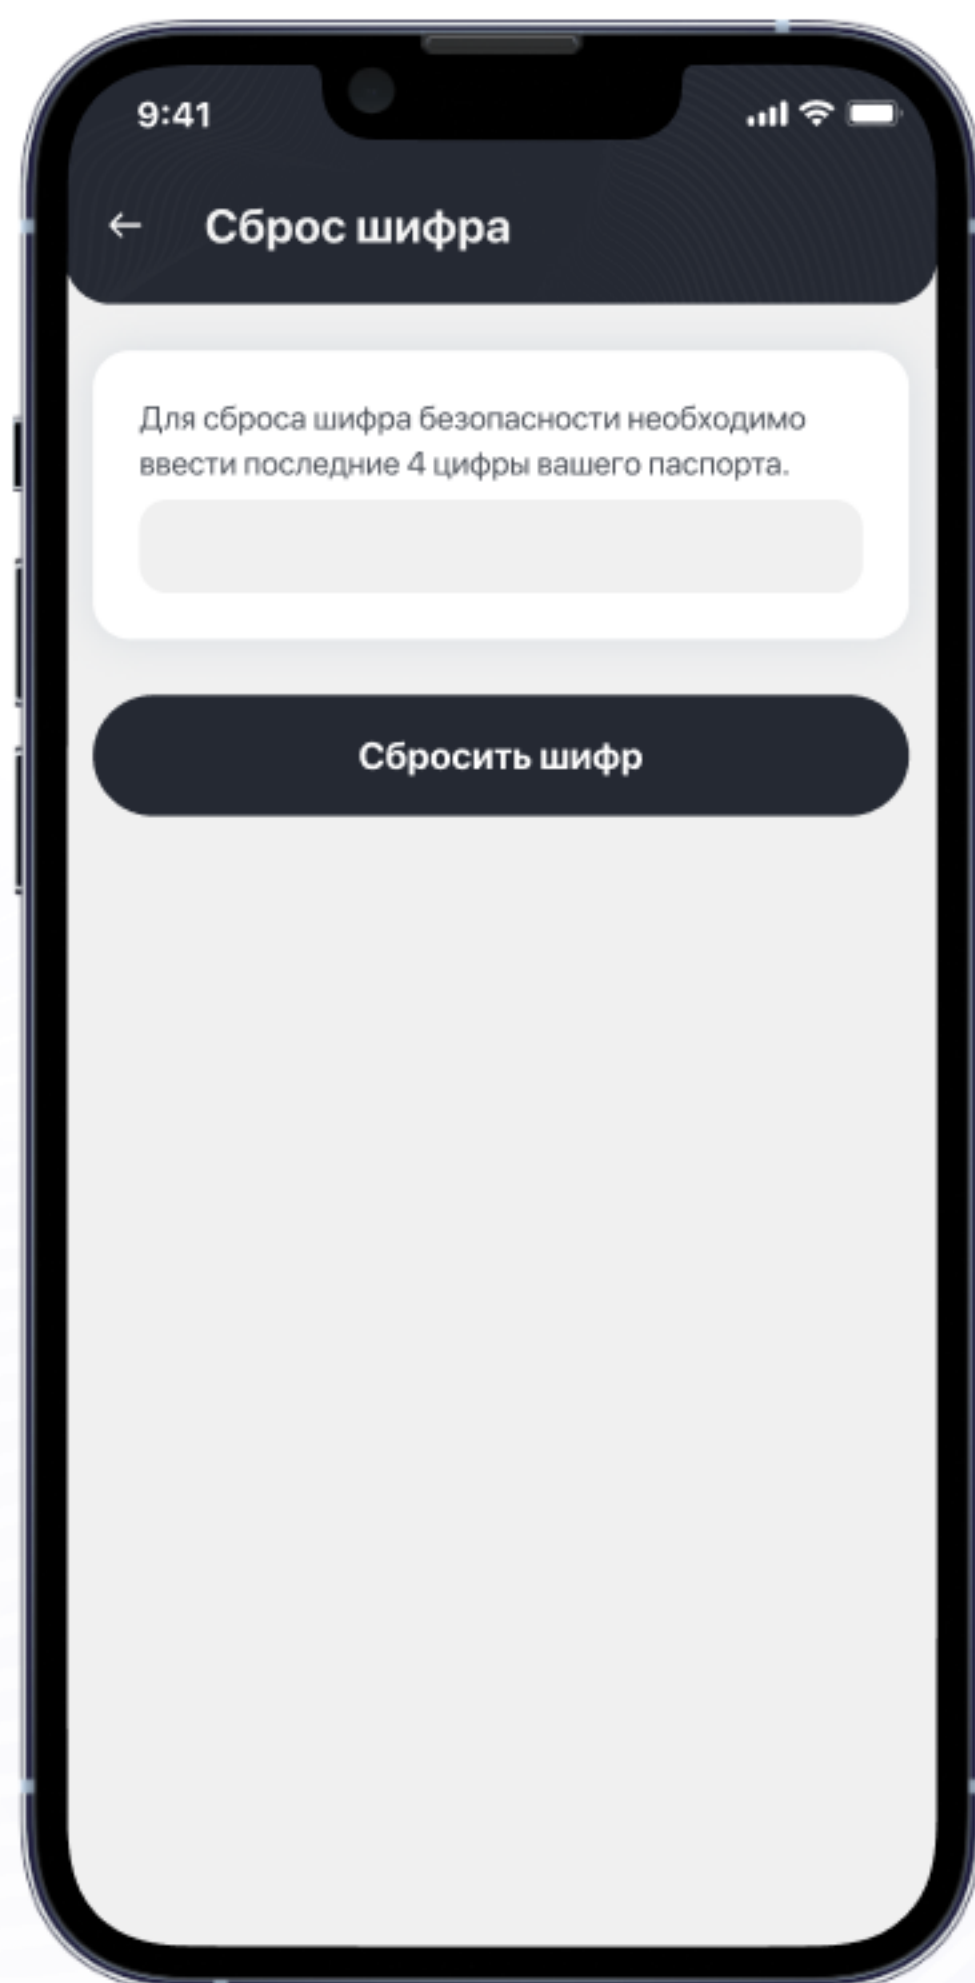 9:41
Сброс шифра
Для сброса шифра безопасности необходимо
ввести последние 4 цифры вашего паспорта.
Сбросить шифр